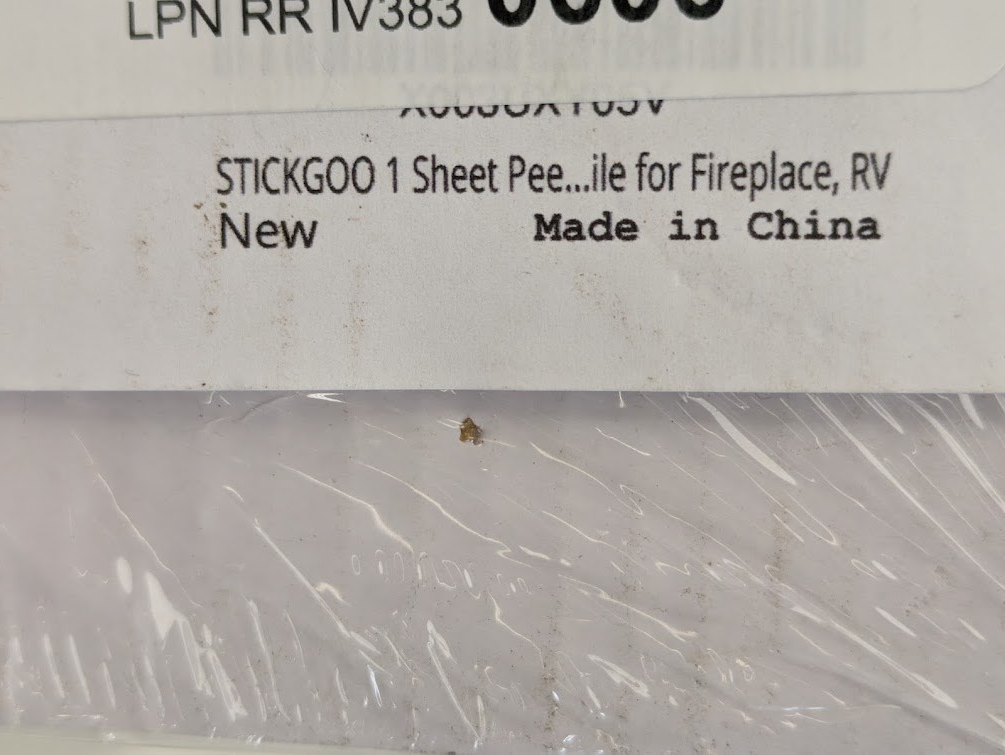 LPN RR IV383
STICKGOO 1 Sheet Pee...ile for Fireplace, RV
New Made in China